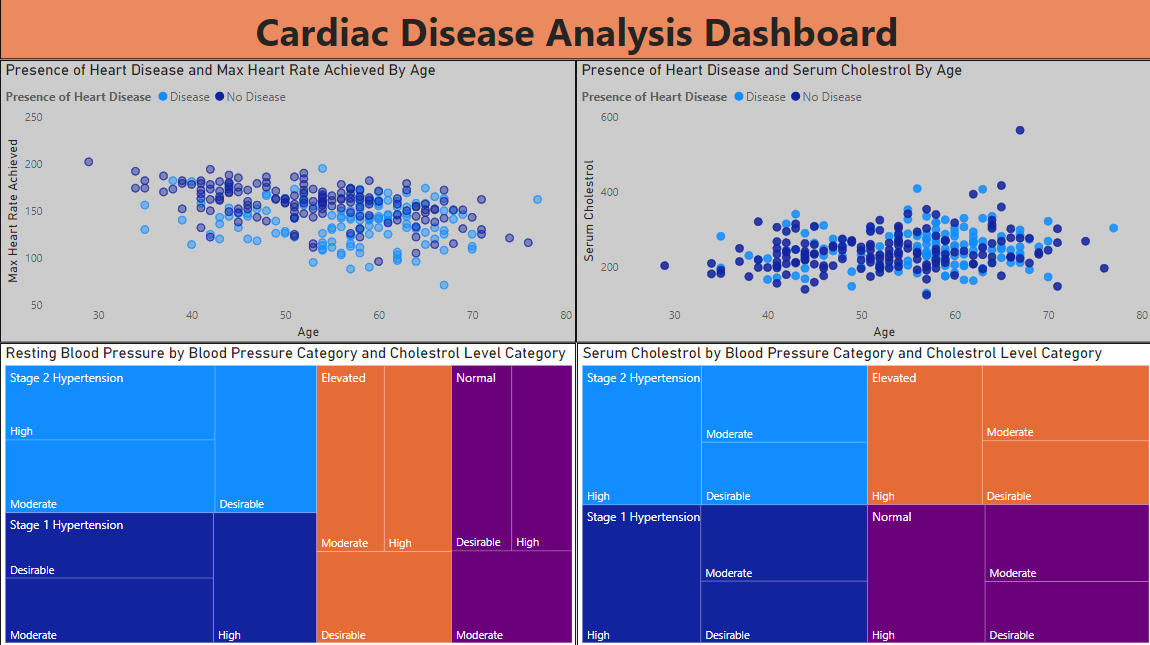 Cardiac Disease Analysis Dashboard
Presence of Heart Disease and Max Heart Rate Achieved By Age
Presence of Heart Disease Disease No Disease
250
200
150
100
50
Max Heart Rate Achieved
30 40 50 60 70 80
Age
Presence of Heart Disease and Serum Cholestrol By Age
Presence of Heart Disease Disease No Disease
600
400
200
Serum Cholestrol
30 40 50 60 70 80
Age
Resting Blood Pressure by Blood Pressure Category and Cholestrol Level Category
Stage 2 Hypertension
High
Moderate
Desirable
Stage 1 Hypertension
Desirable
Moderate
High
Elevated
Moderate
High
Desirable
Normal
Desirable
High
Moderate
Serum Cholestrol by Blood Pressure Category and Cholestrol Level Category
Stage 2 Hypertension
High
Moderate
Desirable
Elevated
High
Moderate
Desirable
Stage 1 Hypertension
High
Moderate
Desirable
Normal
High
Moderate
Desirable